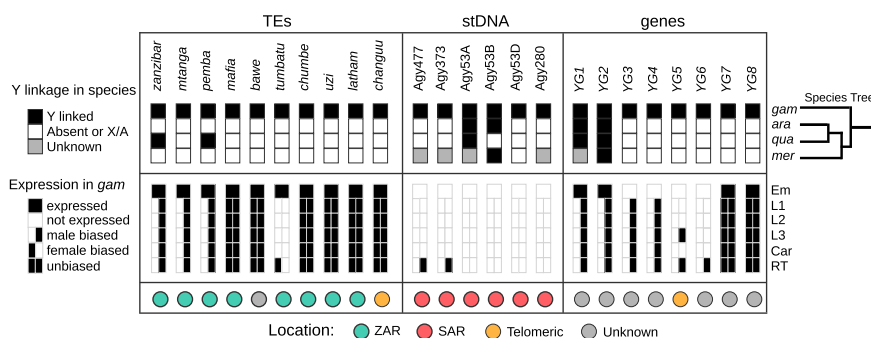 TEs stDNA genes
zanzibar mtanga pemba mafia bawe tumbatu chumbe uzi latham changuu Agy477 Agy373 Agy53A Agy53B Agy53D Agy280 YG1 YG2 YG3 YG4 YG5 YG6 YG7 YG8
Y linkage in species
Y linked
Absent or X/A
Unknown
Species Tree
gam
ara
qua
mer
Expression in gam
expressed
not expressed
male biased
female biased
unbiased
Em
L1
L2
L3
Car
RT
Location: ZAR SAR Telomeric Unknown